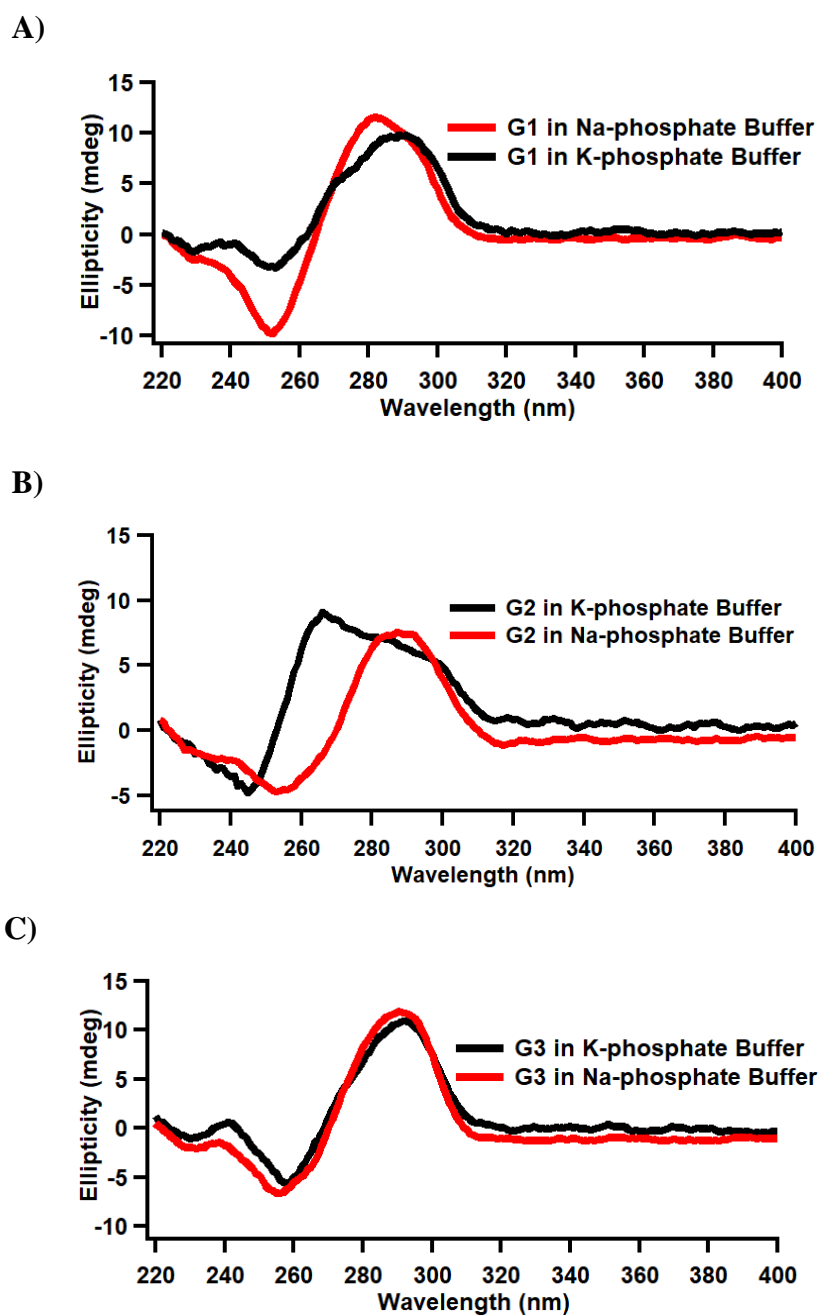 A)
15
10
5
0
-5
-10
Ellipticity (mdeg)
G1 in Na-phosphate Buffer
G1 in K-phosphate Buffer
220 240 260 280 300 320 340 360 380 400
Wavelength (nm)
B)
15
10
5
0
-5
Ellipticity (mdeg)
G2 in K-phosphate Buffer
G2 in Na-phosphate Buffer
220 240 260 280 300 320 340 360 380 400
Wavelength (nm)
C)
15
10
5
0
-5
-10
Ellipticity (mdeg)
G3 in K-phosphate Buffer
G3 in Na-phosphate Buffer
220 240 260 280 300 320 340 360 380 400
Wavelength (nm)